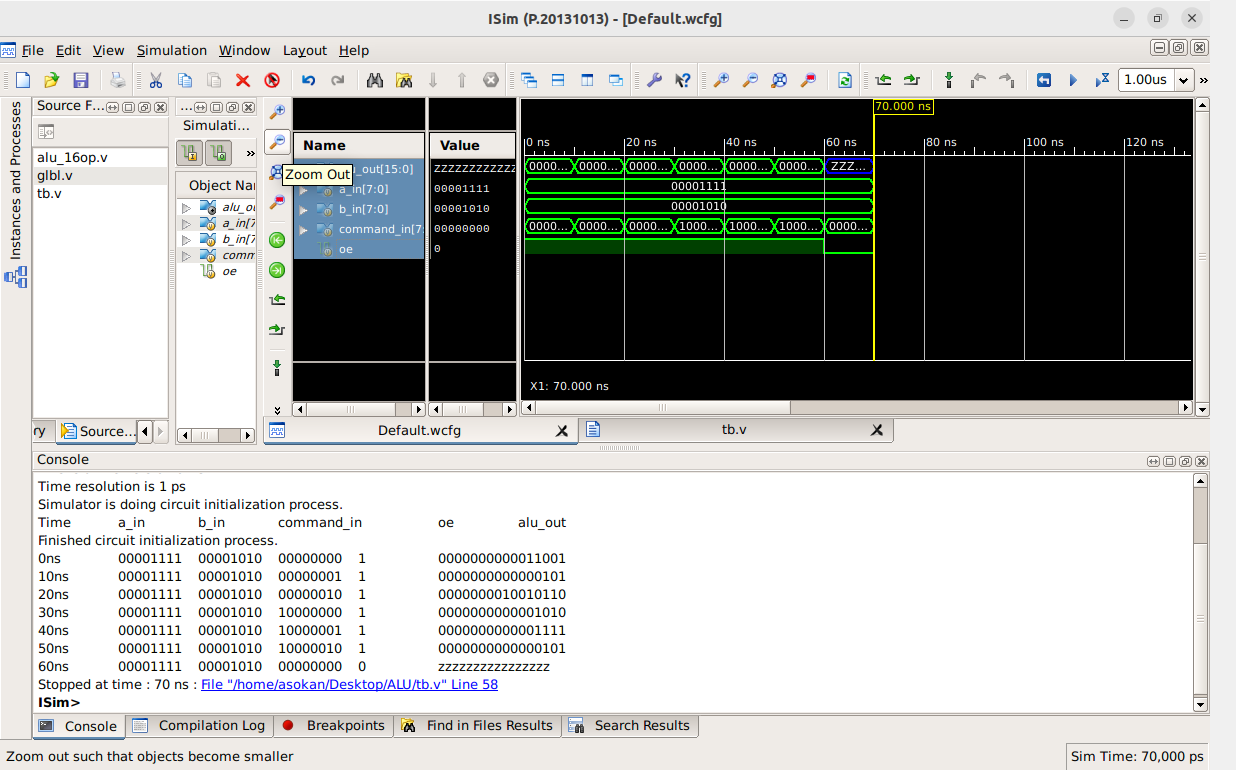 ISim (P.20131013) - [Default.wcfg]
File Edit View Simulation Window Layout Help
1.00us »
Instances and Processes
Source F...
alu_16op.v
glbl.v
tb.v
ry Source...
...
Simulati...
»
Object Nar
alu_ou
a_in[7
b_in[7
comm
oe
Zoom Out
Name Value
_out[15:0] zzzzzzzzzzzz
a_in[7:0] 00001111
b_in[7:0] 00001010
command_in[7: 00000000
oe 0
70.000 ns
0 ns 20 ns 40 ns 60 ns 80 ns 100 ns 120 ns
0000... 0000... 0000... 0000... 0000... 0000... ZZZ...
00001111
00001010
0000... 0000... 0000... 1000... 1000... 1000... 0000...
X1: 70.000 ns
Default.wcfg tb.v
Console
Time resolution is 1 ps
Simulator is doing circuit initialization process.
Time a_in b_in command_in oe alu_out
Finished circuit initialization process.
0ns 00001111 00001010 00000000 1 0000000000011001
10ns 00001111 00001010 00000001 1 0000000000000101
20ns 00001111 00001010 00000010 1 0000000010010110
30ns 00001111 00001010 10000000 1 0000000000001010
40ns 00001111 00001010 10000001 1 0000000000001111
50ns 00001111 00001010 10000010 1 0000000000000101
60ns 00001111 00001010 00000000 0 zzzzzzzzzzzzzzzz
Stopped at time : 70 ns : File "/home/asokan/Desktop/ALU/tb.v" Line 58
ISim>
Console Compilation Log Breakpoints Find in Files Results Search Results
Zoom out such that objects become smaller Sim Time: 70,000 ps